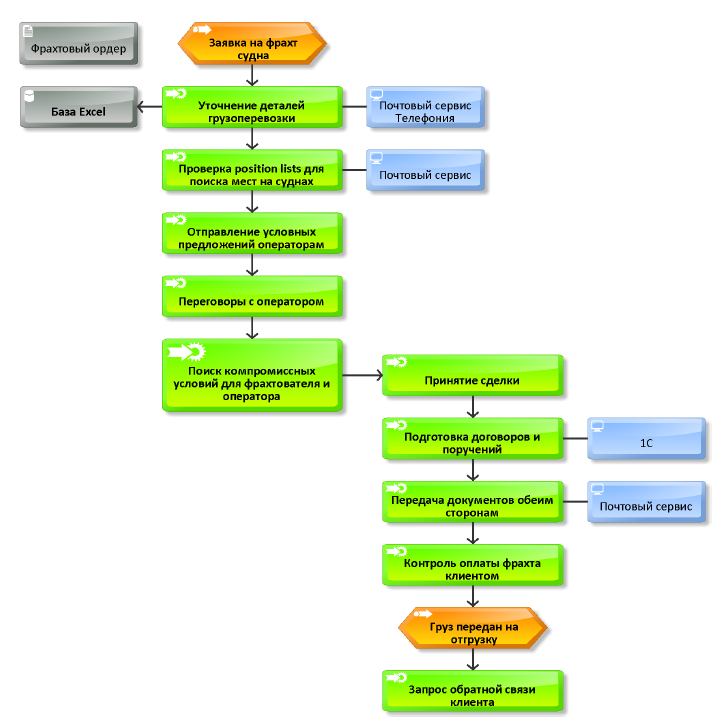 Фрахтовый ордер
Заявка на фрахт
судна
База Excel
Уточнение деталей
грузоперевозки
Почтовый сервис
Телефония
Проверка position lists для
поиска мест на суднах
Почтовый сервис
Отправление условных
предложений операторам
Переговоры с оператором
Поиск компромиссных
условий для фрахтователя и
оператора
Принятие сделки
Подготовка договоров и
поручений
1С
Передача документов обеим
сторонам
Почтовый сервис
Контроль оплаты фрахта
клиентом
Груз передан на
отгрузку
Запрос обратной связи
клиента